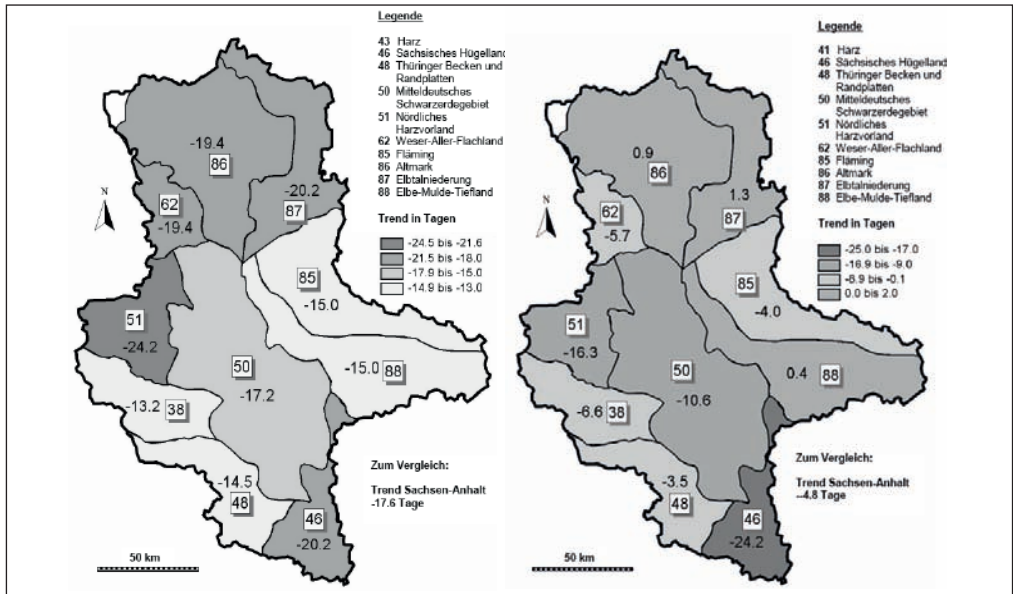 Legende
43 Harz
46 Sächsisches Hügelland
48 Thüringer Becken und
Randplatten
50 Mitteldeutsches
Schwarzerdegebiet
51 Nördliches
Harzvorland
62 Weser-Aller-Flachland
85 Fläming
86 Altmark
87 Elbtalniederung
88 Elbe-Mulde-Tiefland
Trend in Tagen
-24.5 bis -21.6
-21.5 bis -18.0
-17.9 bis -15.0
-14.9 bis -13.0
N
-19.4
86
-20.2
87
62
-19.4
85
-15.0
51
-24.2
50
-17.2
-15.0 88
-13.2
38
-14.5
48
46
-20.2
Zum Vergleich:
Trend Sachsen-Anhalt
-17.6 Tage
50 km
Legende
41 Harz
46 Sächsisches Hügelland
48 Thüringer Becken und
Randplatten
50 Mitteldeutsches
Schwarzerdegebiet
51 Nördliches
Harzvorland
62 Weser-Aller-Flachland
85 Fläming
86 Altmark
87 Elbtalniederung
88 Elbe-Mulde-Tiefland
Trend in Tagen
-25.0 bis -17.0
-16.9 bis -9.0
-8.9 bis -0.1
0.0 bis 2.0
N
0.9
86
1.3
87
62
-5.7
85
-4.0
51
-16.3
50
-10.6
0.4 88
-6.6
38
-3.5
48
46
-24.2
Zum Vergleich:
Trend Sachsen-Anhalt
--4.8 Tage
50 km